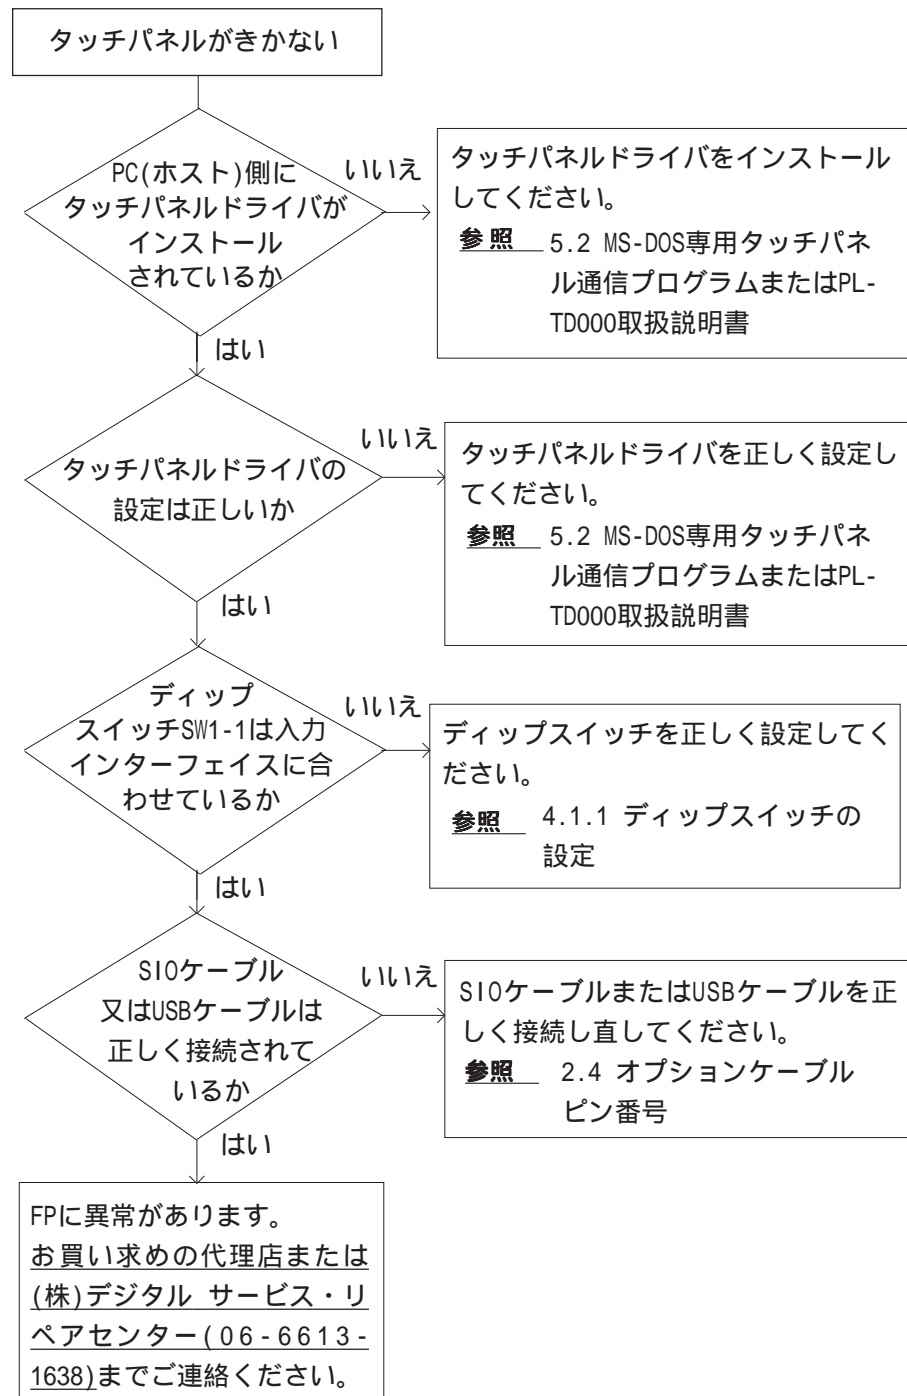 タッチパネルがきかない
PC(ホスト)側に
タッチパネルドライバが
インストール
されているか
いいえ
タッチパネルドライバをインストール
してください。
参照 5.2 MS-DOS専用タッチパネ
ル通信プログラムまたはPL-
TD000取扱説明書
はい
タッチパネルドライバの
設定は正しいか
いいえ
タッチパネルドライバを正しく設定し
てください。
参照 5.2 MS-DOS専用タッチパネ
ル通信プログラムまたはPL-
TD000取扱説明書
はい
ディップ
スイッチSW1-1は入力
インターフェイスに合
わせているか
いいえ
ディップスイッチを正しく設定してく
ださい。
参照 4.1.1 ディップスイッチの
設定
はい
SIOケーブル
又はUSBケーブルは
正しく接続されて
いるか
いいえ
SIOケーブルまたはUSBケーブルを正
しく接続し直してください。
参照 2.4 オプションケーブル
ピン番号
はい
FPに異常があります。
お買い求めの代理店または
(株)デジタル サービス・リ
ペアセンター(06-6613-
1638)までご連絡ください。